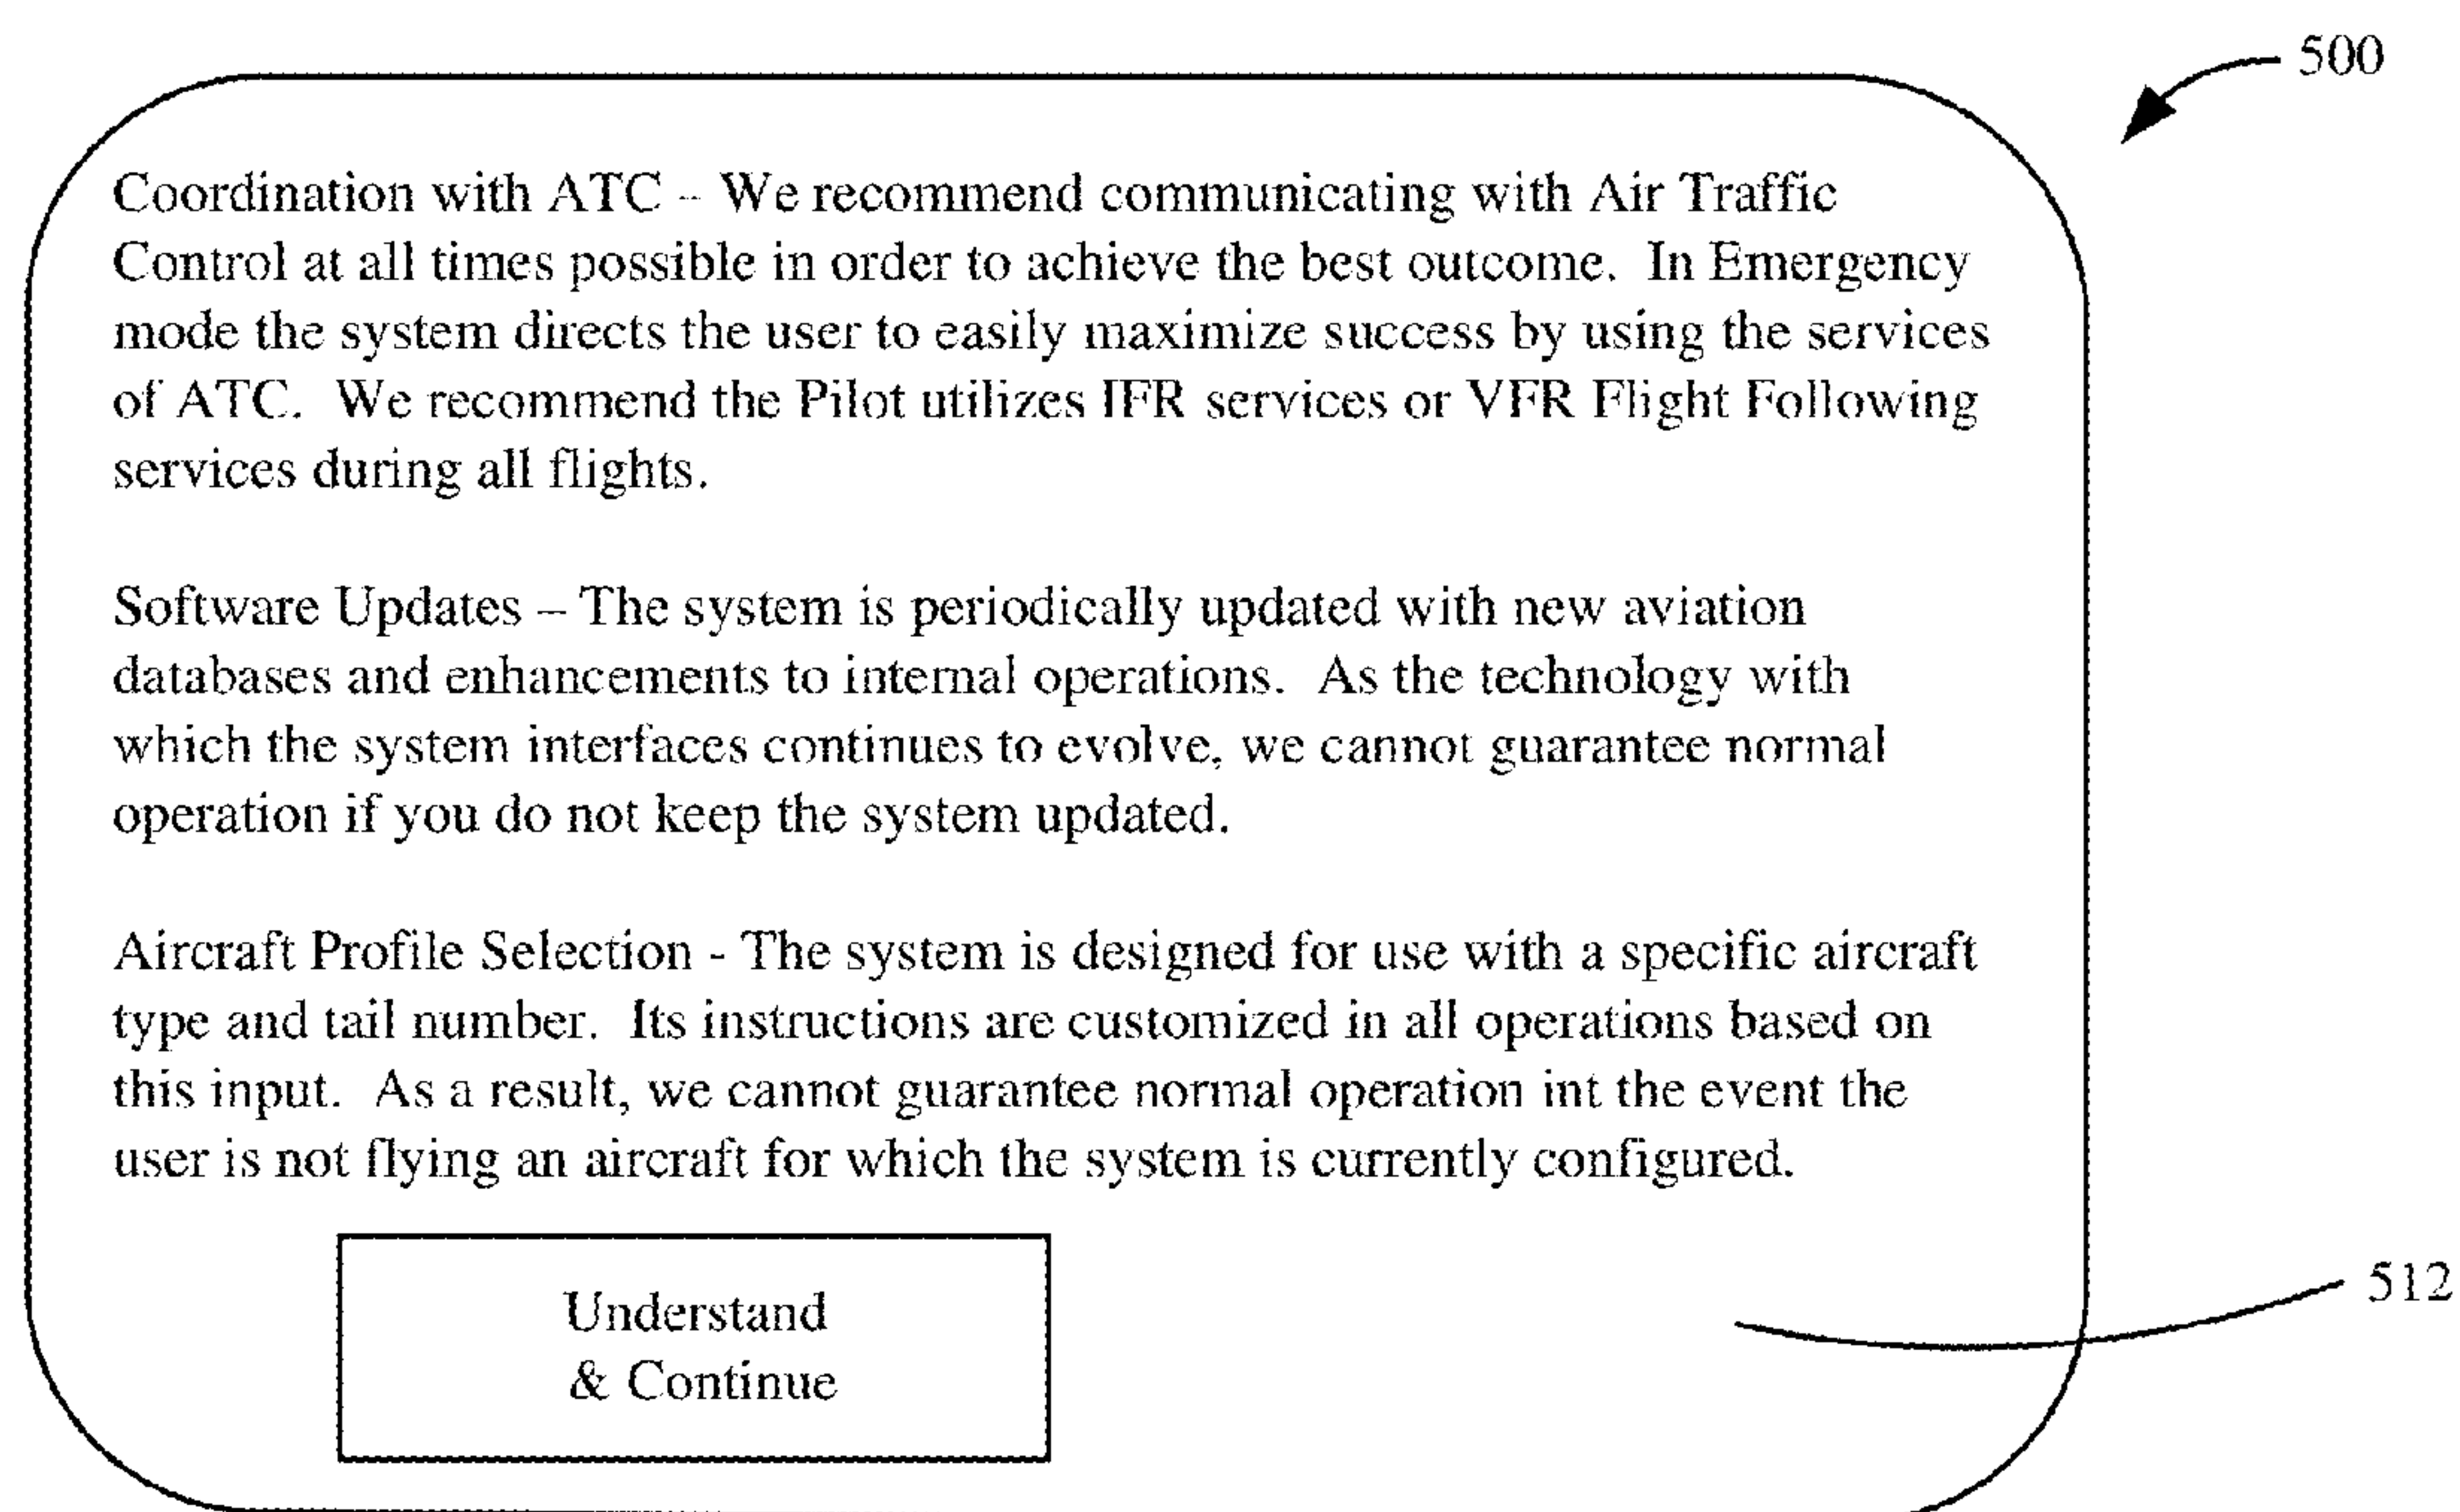 500
Coordination with ATC – We recommend communicating with Air Traffic
Control at all times possible in order to achieve the best outcome.  In Emergency
mode the system directs the user to easily maximize success by using the services
of ATC.  We recommend the Pilot utilizes IFR services or VFR Flight Following
services during all flights.
Software Updates – The system is periodically updated with new aviation
databases and enhancements to internal operations.  As the technology with
which the system interfaces continues to evolve, we cannot guarantee normal
operation if you do not keep the system updated.
Aircraft Profile Selection - The system is designed for use with a specific aircraft
type and tail number.  Its instructions are customized in all operations based on
this input.  As a result, we cannot guarantee normal operation int the event the
user is not flying an aircraft for which the system is currently configured.
Understand
& Continue
512